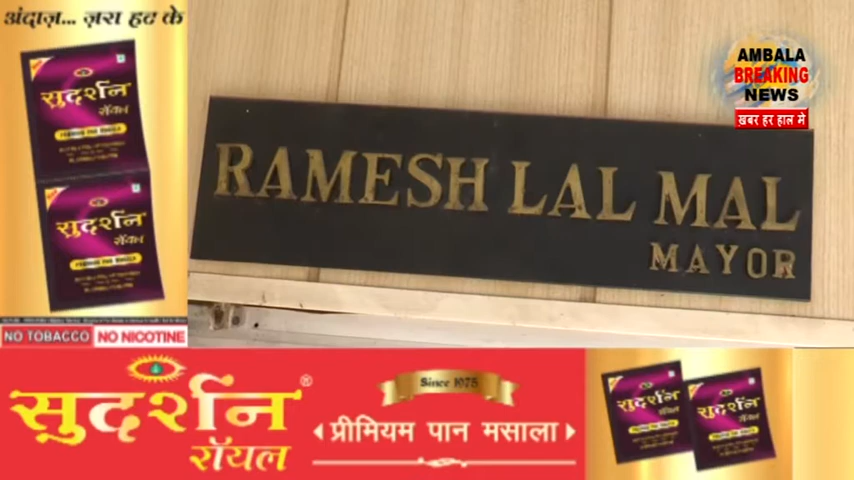 अंदाज़... ज़रा हट के
सुदर्शन
रॉयल
सुदर्शन
रॉयल
NO TOBACCO NO NICOTINE
RAMESH LAL MAL
MAYOR
AMBALA
BREAKING
NEWS
ख़बर हर हाल मे
सुदर्शन®
रॉयल
Since 1975
प्रीमियम पान मसाला
सुदर्शन
रॉयल
सुदर्शन
रॉयल